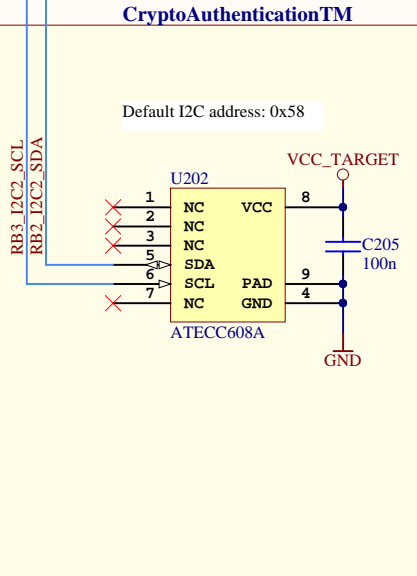 CryptoAuthenticationTM
Default I2C address: 0x58
RB3_I2C2_SCL
RB2_I2C2_SDA
VCC_TARGET
U202
1 NC VCC 8
2 NC
3 NC
5 SDA
6 SCL PAD 9
7 NC GND 4
C205
100n
ATECC608A
GND